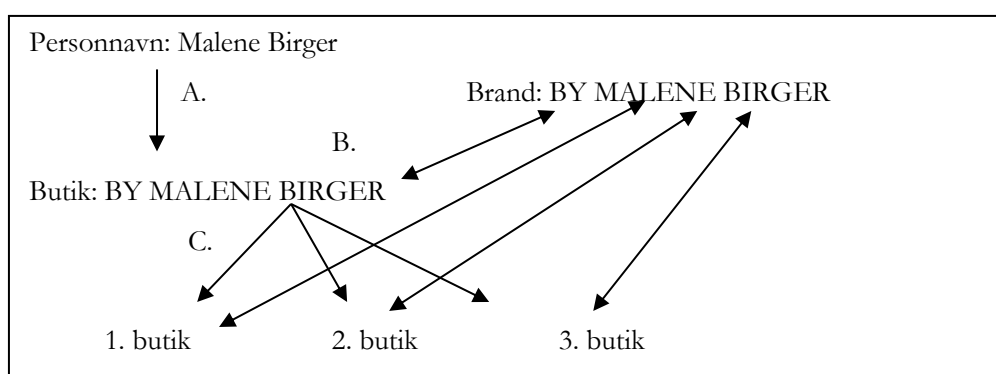 Personnavn: Malene Birger
A.
Brand: BY MALENE BIRGER
B.
Butik: BY MALENE BIRGER
C.
1. butik 2. butik 3. butik